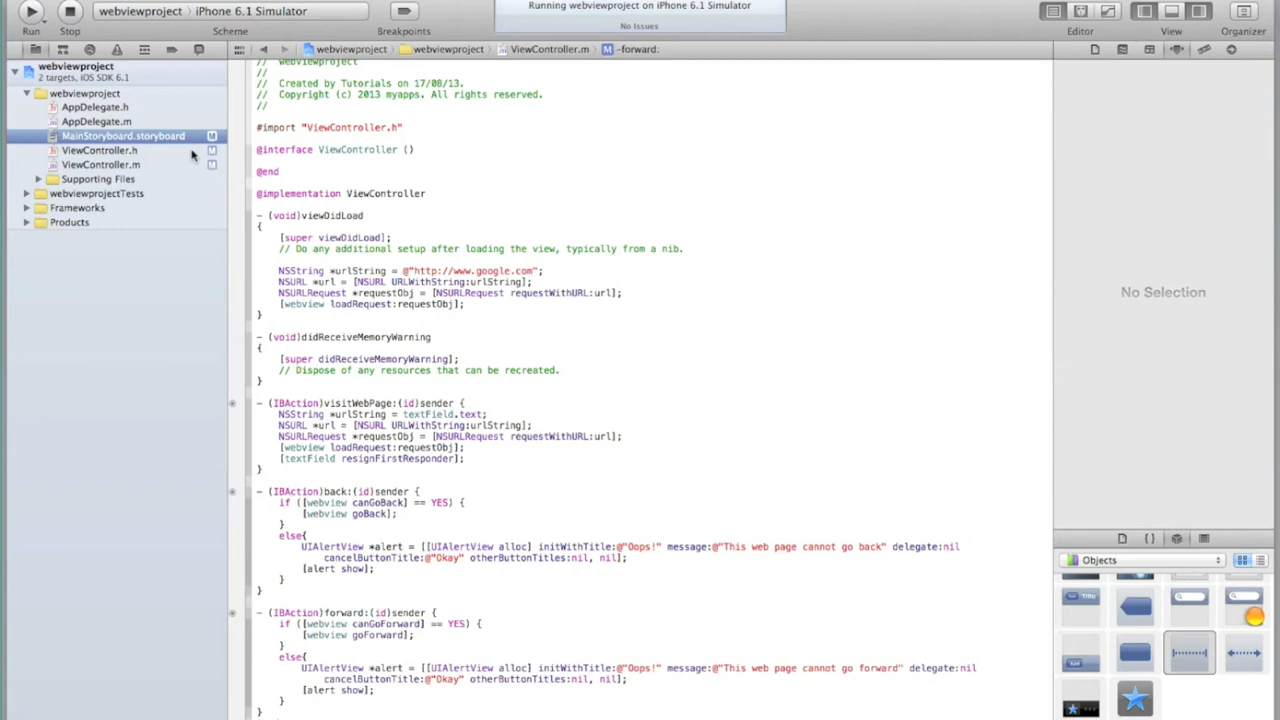 Running webviewproject on iPhone 6.1 Simulator
webviewproject
iPhone 6.1 Simulator
No Issues
Run
Stop
Scheme
Breakpoints
Editor
View
Organizer
webviewproject
webviewproject
ViewController.m
M
-forward:
webviewproject
2 targets, iOS SDK 6.1
webviewproject
AppDelegate.h
AppDelegate.m
MainStoryboard.storyboard
M
ViewController.h
M
ViewController.m
M
Supporting Files
webviewprojectTests
Frameworks
Products
// webviewproject
//
// Created by Tutorials on 17/08/13.
// Copyright (c) 2013 myapps. All rights reserved.
//
#import "ViewController.h"
@interface ViewController ()
@end
@implementation ViewController
- (void)viewDidLoad
{
[super viewDidLoad];
// Do any additional setup after loading the view, typically from a nib.
NSString *urlString = @"http://www.google.com";
NSURL *url = [NSURL URLWithString:urlString];
NSURLRequest *requestObj = [NSURLRequest requestWithURL:url];
[webview loadRequest:requestObj];
}
- (void)didReceiveMemoryWarning
{
[super didReceiveMemoryWarning];
// Dispose of any resources that can be recreated.
}
- (IBAction)visitWebPage:(id)sender {
NSString *urlString = textField.text;
NSURL *url = [NSURL URLWithString:urlString];
NSURLRequest *requestObj = [NSURLRequest requestWithURL:url];
[webview loadRequest:requestObj];
[textField resignFirstResponder];
}
- (IBAction)back:(id)sender {
if ([webview canGoBack] == YES) {
[webview goBack];
}
else{
UIAlertView *alert = [[UIAlertView alloc] initWithTitle:@"Oops!" message:@"This web page cannot go back" delegate:nil
cancelButtonTitle:@"Okay" otherButtonTitles:nil, nil];
[alert show];
}
}
- (IBAction)forward:(id)sender {
if ([webview canGoForward] == YES) {
[webview goForward];
}
else{
UIAlertView *alert = [[UIAlertView alloc] initWithTitle:@"Oops!" message:@"This web page cannot go forward" delegate:nil
cancelButtonTitle:@"Okay" otherButtonTitles:nil, nil];
[alert show];
}
}
No Selection
{ }
Objects
Title